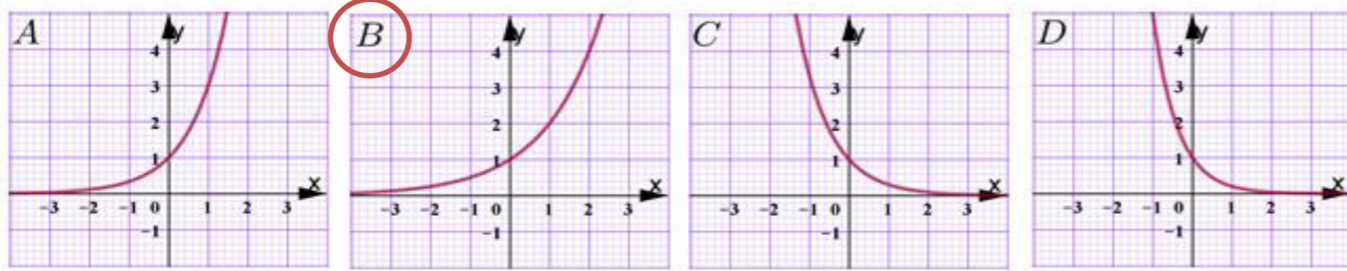 A y 4 3 2 1 x -3 -2 -1 0 1 2 3 -1
B y 4 3 2 1 x -3 -2 -1 0 1 2 3 -1
C y 4 3 2 1 x -3 -2 -1 0 1 2 3 -1
D y 4 3 2 1 x -3 -2 -1 0 1 2 3 -1